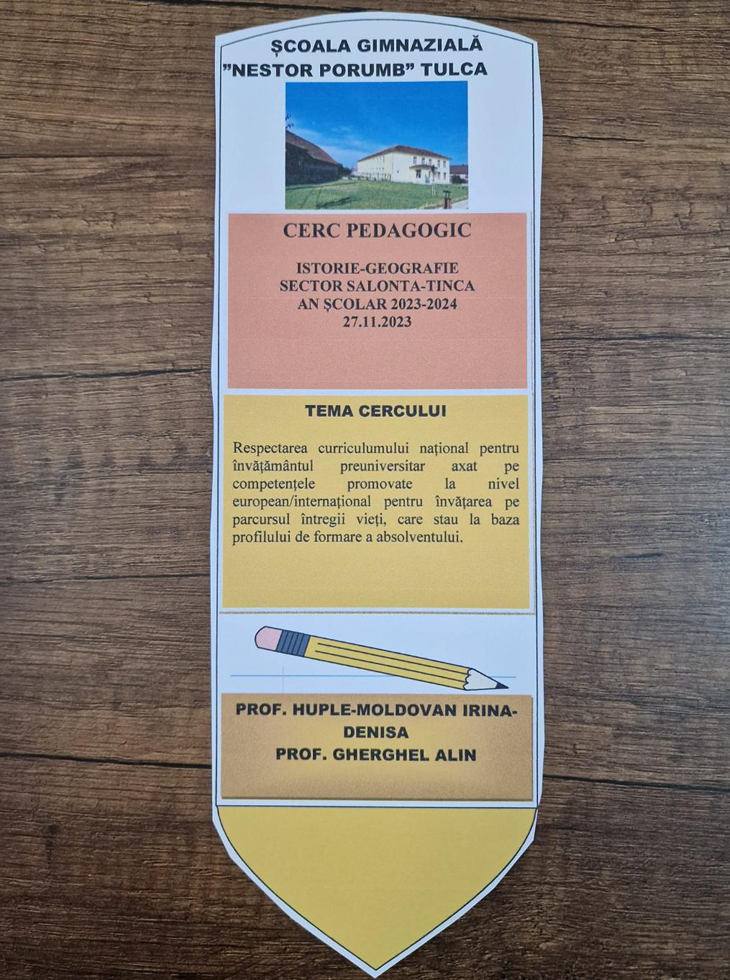 ȘCOALA GIMNAZIALĂ
”NESTOR PORUMB” TULCA
CERC PEDAGOGIC
ISTORIE-GEOGRAFIE
SECTOR SALONTA-TINCA
AN ȘCOLAR 2023-2024
27.11.2023
TEMA CERCULUI
Respectarea curriculumului național pentru
învățământul preuniversitar axat pe
competențele promovate la nivel
european/internațional pentru învățarea pe
parcursul întregii vieți, care stau la baza
profilului de formare a absolventului.
PROF. HUPLE-MOLDOVAN IRINA-
DENISA
PROF. GHERGHEL ALIN